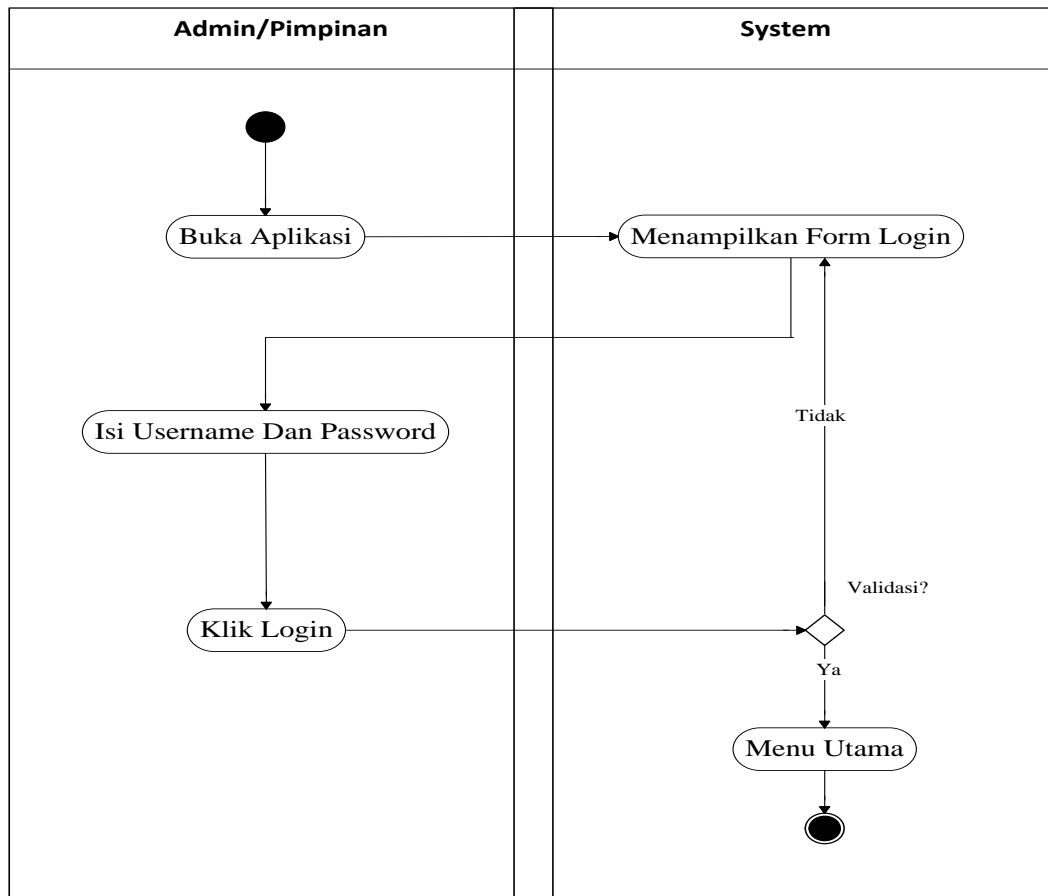 Admin/Pimpinan
System
Buka Aplikasi
Menampilkan Form Login
Isi Username Dan Password
Tidak
Validasi?
Klik Login
Ya
Menu Utama